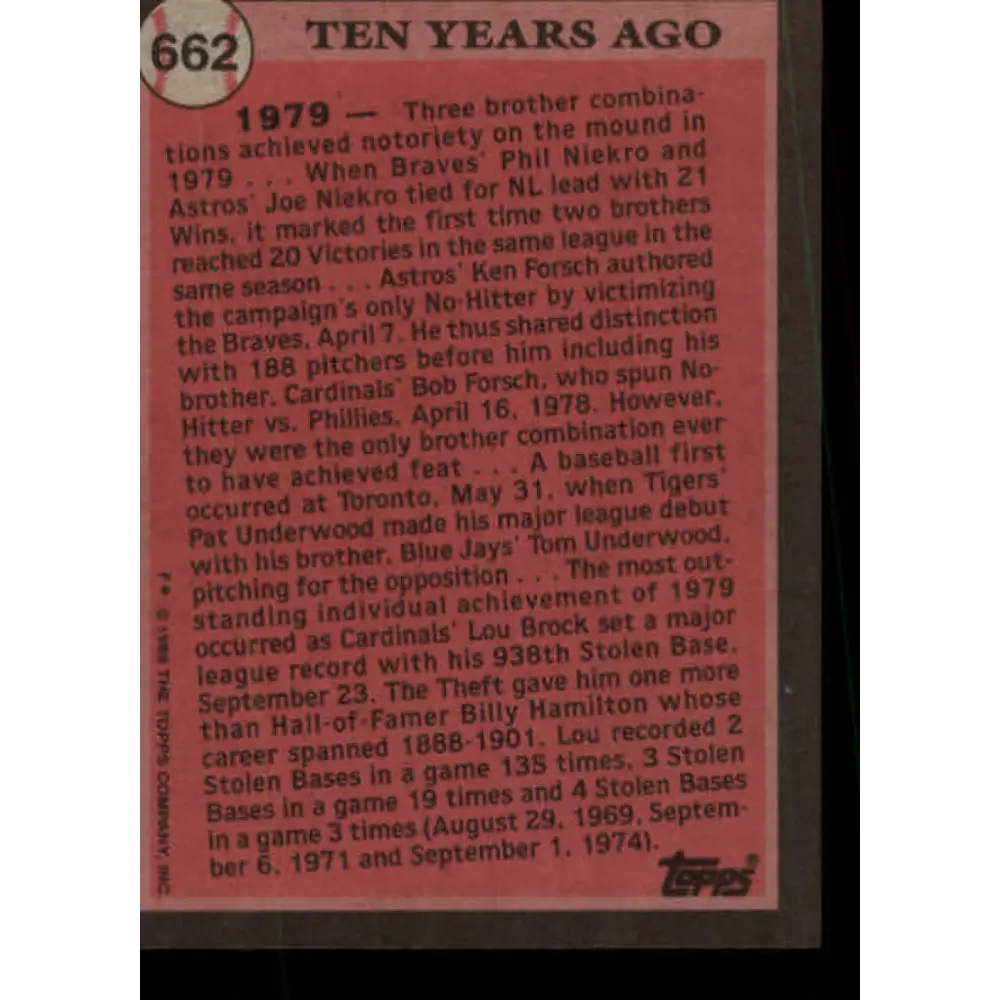 662
TEN YEARS AGO
1979 — Three brother combina-
tions achieved notoriety on the mound in
1979 . . . When Braves' Phil Niekro and
Astros' Joe Niekro tied for NL lead with 21
Wins, it marked the first time two brothers
reached 20 Victories in the same league in the
same season . . . Astros' Ken Forsch authored
the campaign's only No-Hitter by victimizing
the Braves, April 7. He thus shared distinction
with 188 pitchers before him including his
brother, Cardinals' Bob Forsch, who spun No-
Hitter vs. Phillies, April 16, 1978. However,
they were the only brother combination ever
to have achieved feat . . . A baseball first
occurred at Toronto, May 31, when Tigers'
Pat Underwood made his major league debut
with his brother, Blue Jays' Tom Underwood,
pitching for the opposition . . . The most out-
standing individual achievement of 1979
occurred as Cardinals' Lou Brock set a major
league record with his 938th Stolen Base,
September 23. The Theft gave him one more
than Hall-of-Famer Billy Hamilton whose
career spanned 1888-1901. Lou recorded 2
Stolen Bases in a game 135 times, 3 Stolen
Bases in a game 19 times and 4 Stolen Bases
in a game 3 times (August 29, 1969, Septem-
ber 6, 1971 and September 1, 1974).
topps®
F* © 1989 THE TOPPS COMPANY, INC.